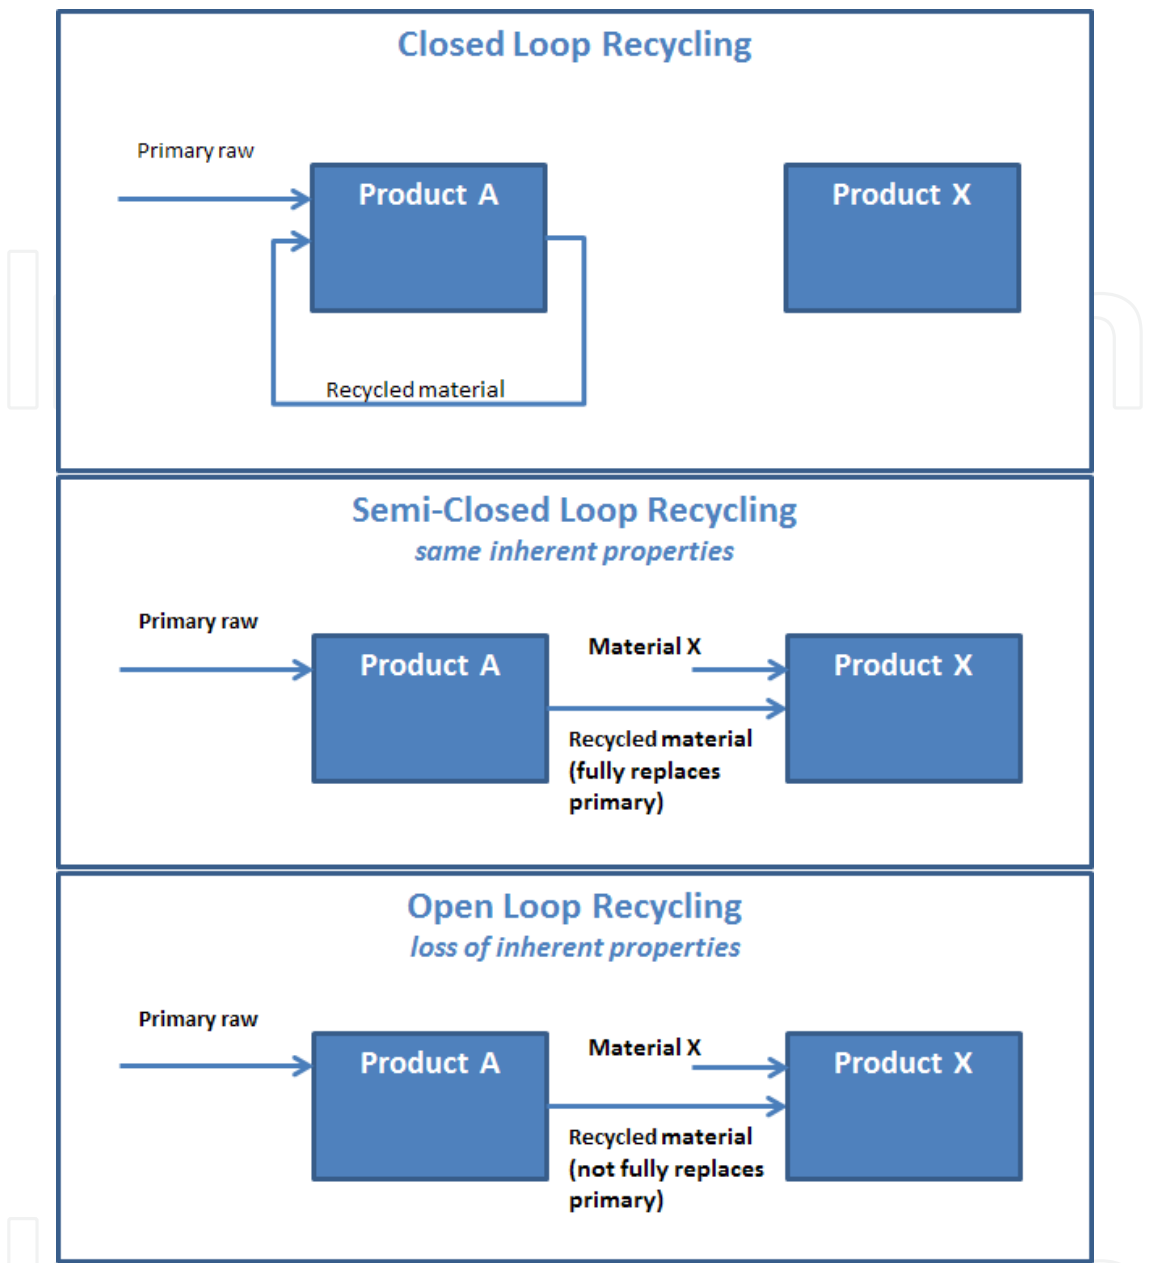 Closed Loop Recycling
Primary raw
Product A
Product X
Recycled material
Semi-Closed Loop Recycling
same inherent properties
Primary raw
Product A
Material X
Product X
Recycled material
(fully replaces
primary)
Open Loop Recycling
loss of inherent properties
Primary raw
Product A
Material X
Product X
Recycled material
(not fully replaces
primary)